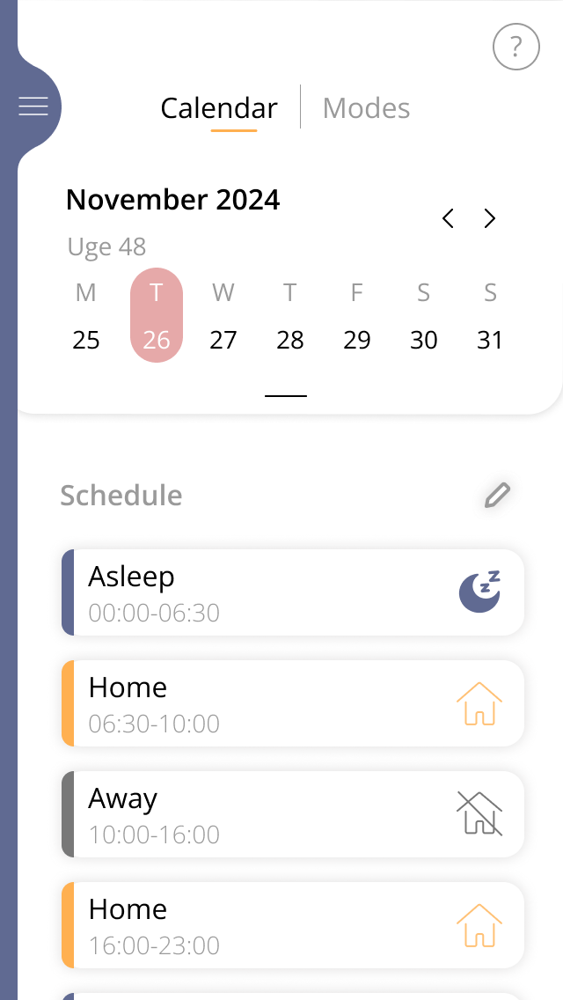 ?
Calendar Modes
November 2024
Uge 48
M T W T F S S
25 26 27 28 29 30 31
Schedule
Asleep
00:00-06:30
z z
Home
06:30-10:00
Away
10:00-16:00
Home
16:00-23:00